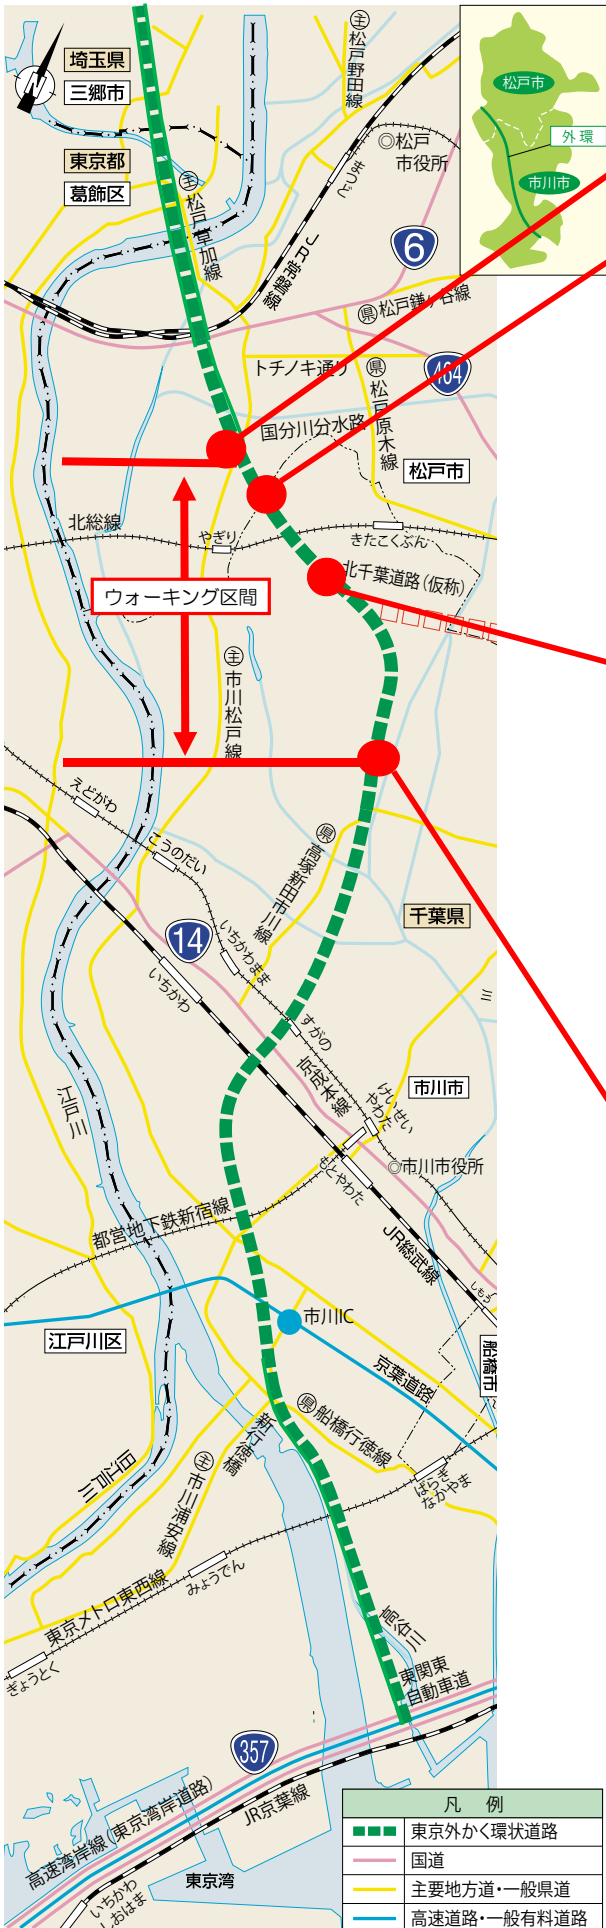 埼玉県
三郷市
N
東京都
葛飾区
㊤松戸野田線
◎松戸
市役所
まつど
松戸市
外環
市川市
㊤松戸草加線
JR常磐線
6
㊩松戸鎌ヶ谷線
トチノキ通り
464
㊩松戸原木線
国分川分水路
松戸市
北総線
やぎり
きたこくぶん
北千葉道路(仮称)
ウォーキング区間
㊤市川松戸線
えどがわ
こうのだい
㊩高塚新田市川線
千葉県
14
いちかわまま
いちかわ
すがの
京成本線
江戸川
市川市
けいせい
やわた
もとやわた
◎市川市役所
都営地下鉄新宿線
JR総武線
しもう
市川IC
江戸川区
船橋市
京葉道路
㊩船橋行徳線
新行徳橋
旧江戸川
㊤市川浦安線
ばらき
なかやま
みょうでん
東京メトロ東西線
ぎょうとく
高谷川
東関東
自動車道
357
JR京葉線
高速湾岸線(東京湾岸道路)
東京湾
いちかわ
しおはま
凡 例
東京外かく環状道路
国道
主要地方道・一般県道
高速道路・一般有料道路